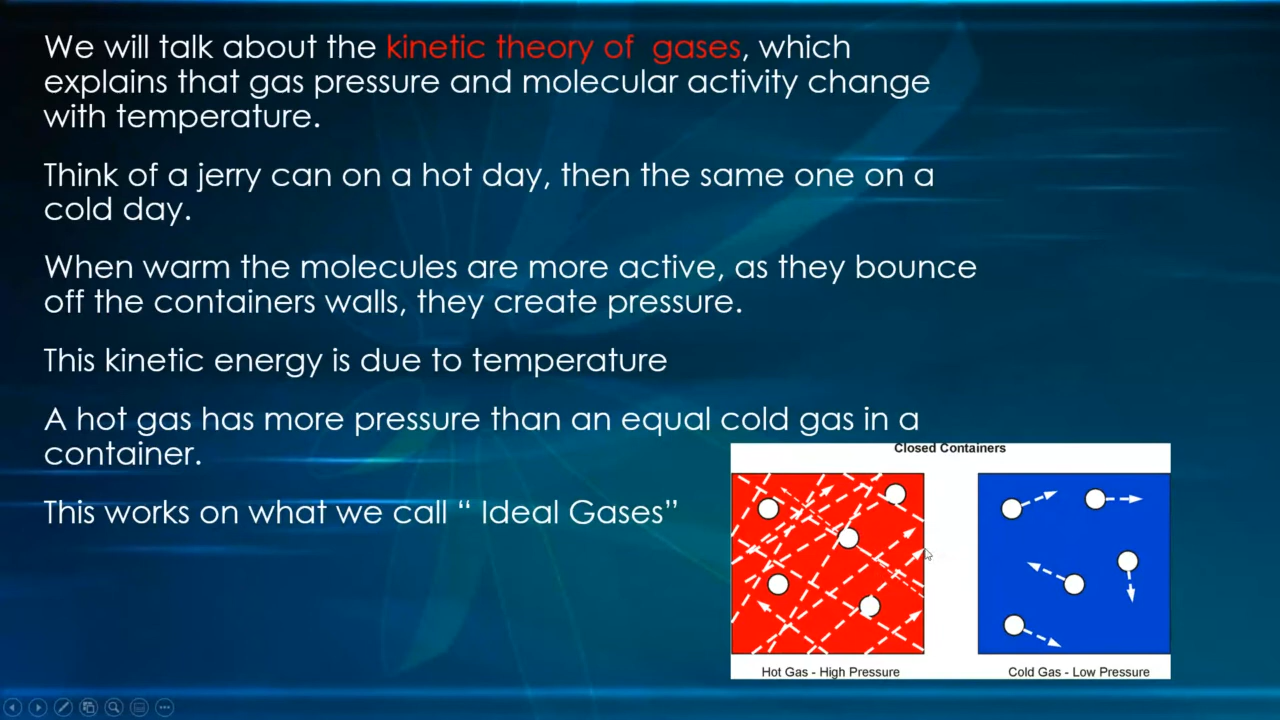 We will talk about the kinetic theory of  gases, which
explains that gas pressure and molecular activity change
with temperature.
Think of a jerry can on a hot day, then the same one on a
cold day.
When warm the molecules are more active, as they bounce
off the containers walls, they create pressure.
This kinetic energy is due to temperature
A hot gas has more pressure than an equal cold gas in a
container.
This works on what we call “ Ideal Gases”
Closed Containers
Hot Gas - High Pressure
Cold Gas - Low Pressure